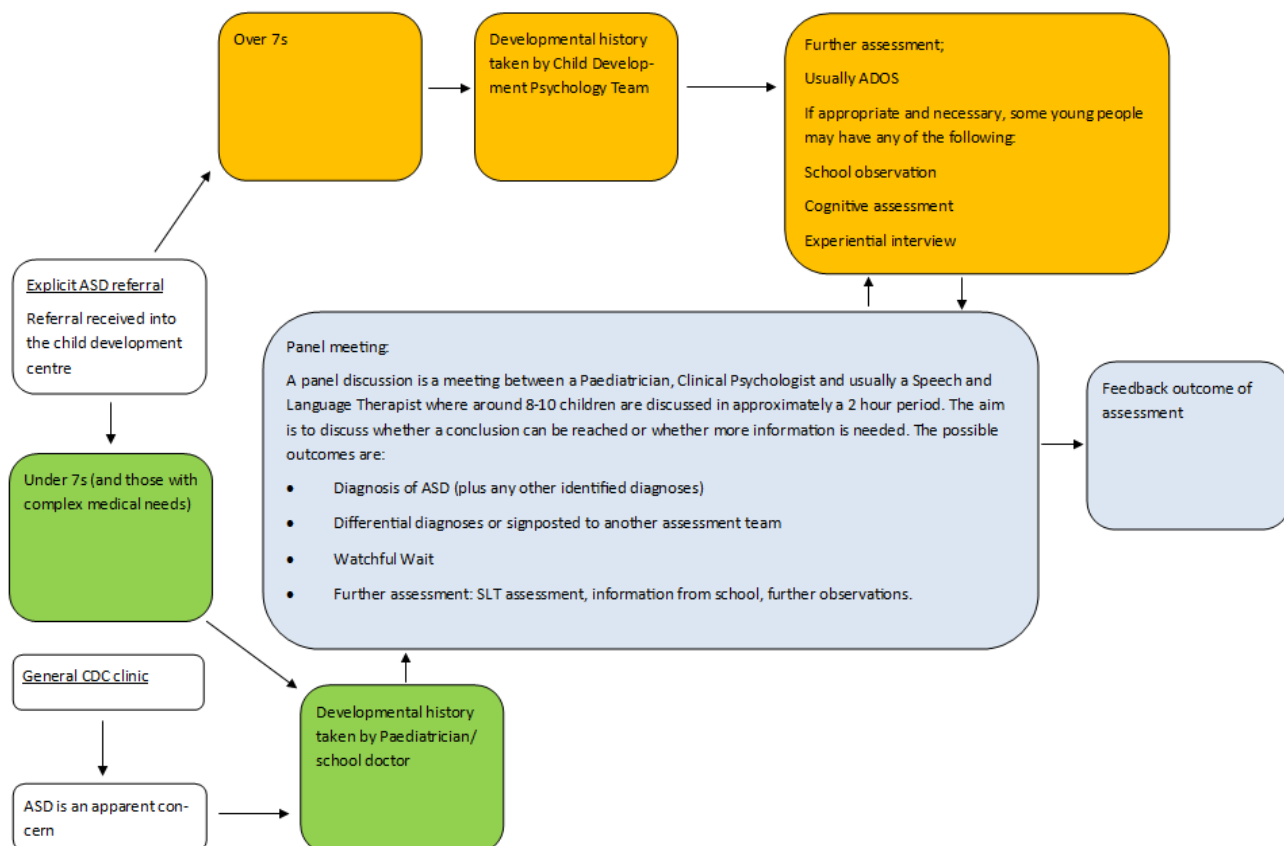 Over 7s
Developmental history
taken by Child Develop-
ment Psychology Team
Further assessment;
Usually ADOS
If appropriate and necessary, some young people
may have any of the following:
School observation
Cognitive assessment
Experiential interview
Explicit ASD referral
Referral received into
the child development
centre
Panel meeting:
A panel discussion is a meeting between a Paediatrician, Clinical Psychologist and usually a Speech and
Language Therapist where around 8-10 children are discussed in approximately a 2 hour period. The aim
is to discuss whether a conclusion can be reached or whether more information is needed. The possible
outcomes are:
• Diagnosis of ASD (plus any other identified diagnoses)
• Differential diagnoses or signposted to another assessment team
• Watchful Wait
• Further assessment: SLT assessment, information from school, further observations.
Feedback outcome of
assessment
Under 7s (and those with
complex medical needs)
General CDC clinic
Developmental history
taken by Paediatrician/
school doctor
ASD is an apparent con-
cern